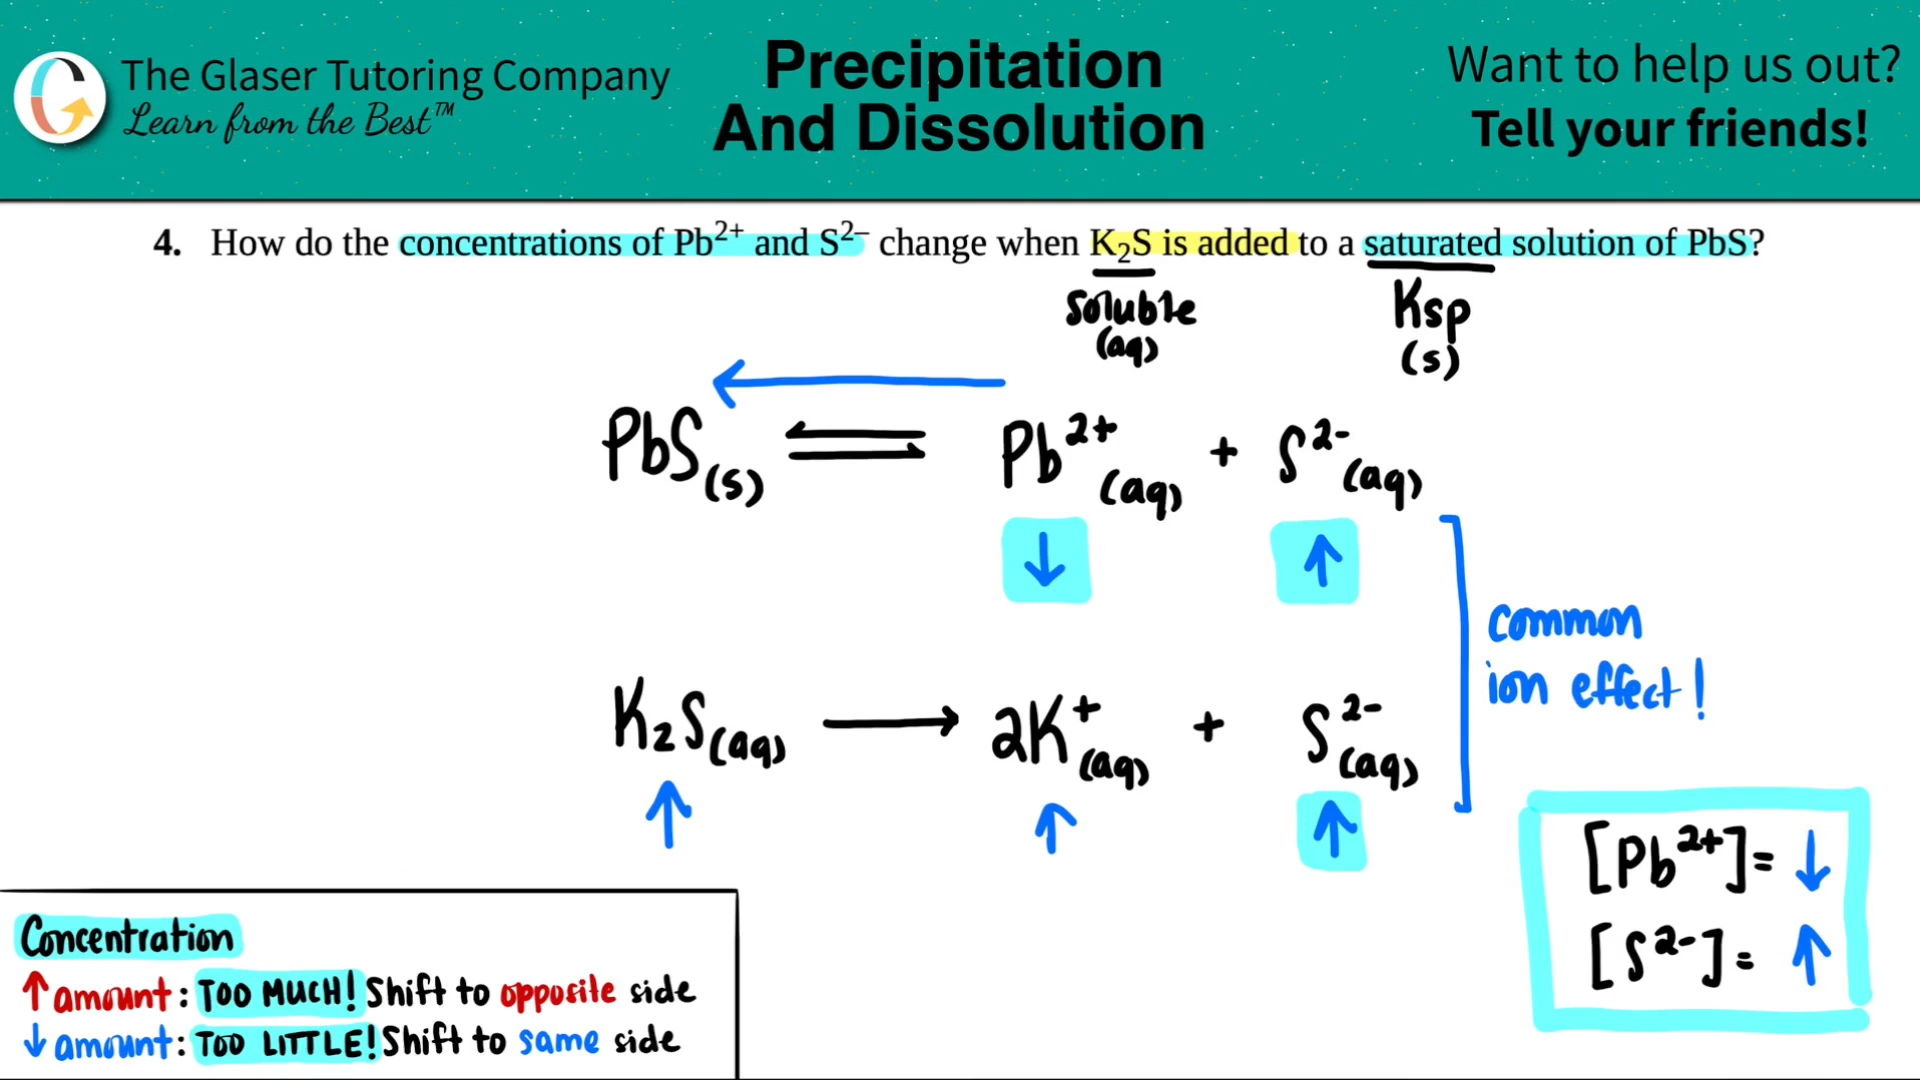 The Glaser Tutoring Company
Learn from the Best™
Precipitation
And Dissolution
Want to help us out?
Tell your friends!
4. How do the concentrations of Pb²⁺ and S²⁻ change when K₂S is added to a saturated solution of PbS?
soluble
(aq)
Ksp
(s)
PbS(s) ⇌ Pb²⁺(aq) + S²⁻(aq)
↓ ↑
common
ion effect!
K₂S(aq) → 2K⁺(aq) + S²⁻(aq)
↑ ↑ ↑
[Pb²⁺]= ↓
[S²⁻]= ↑
Concentration
↑ amount: TOO MUCH! Shift to opposite side
↓ amount: TOO LITTLE! Shift to same side